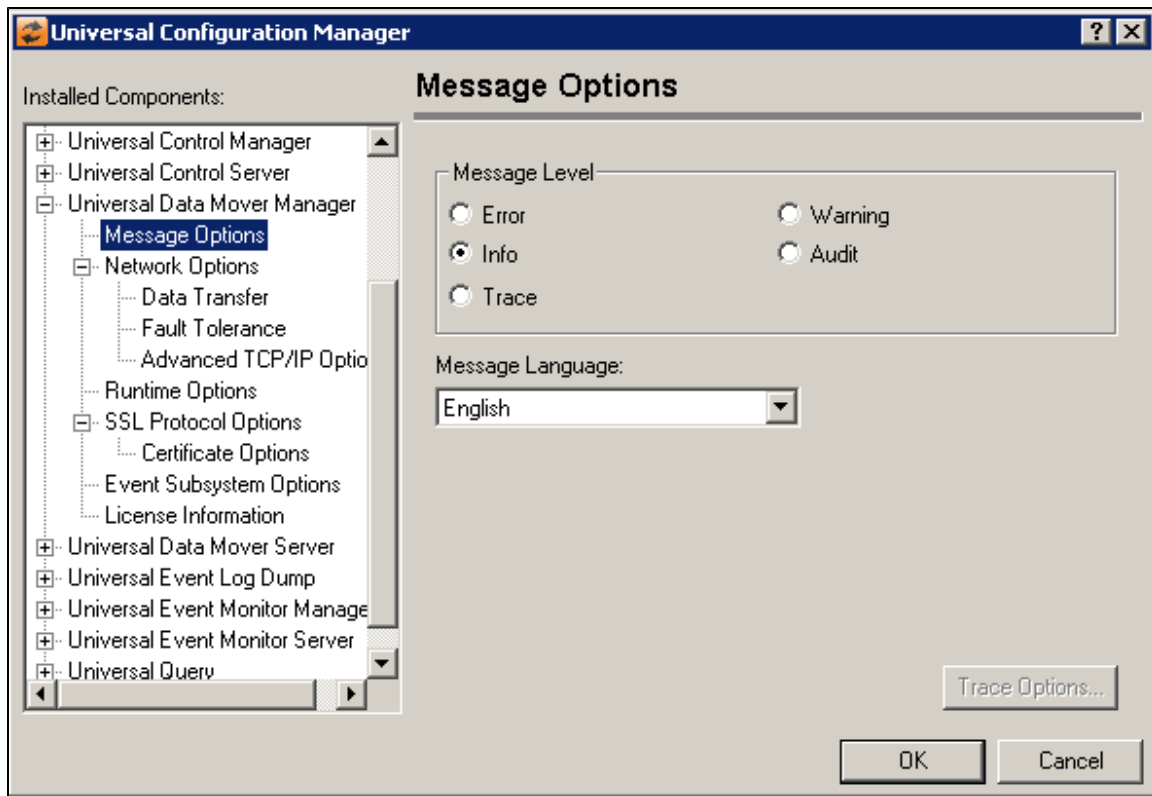 Universal Configuration Manager
Installed Components:
Universal Control Manager
Universal Control Server
Universal Data Mover Manager
Message Options
Network Options
Data Transfer
Fault Tolerance
Advanced TCP/IP Optio
Runtime Options
SSL Protocol Options
Certificate Options
Event Subsystem Options
License Information
Universal Data Mover Server
Universal Event Log Dump
Universal Event Monitor Manage
Universal Event Monitor Server
Universal Query
Message Options
Message Level
Error
Warning
Info
Audit
Trace
Message Language:
English
Trace Options...
OK
Cancel